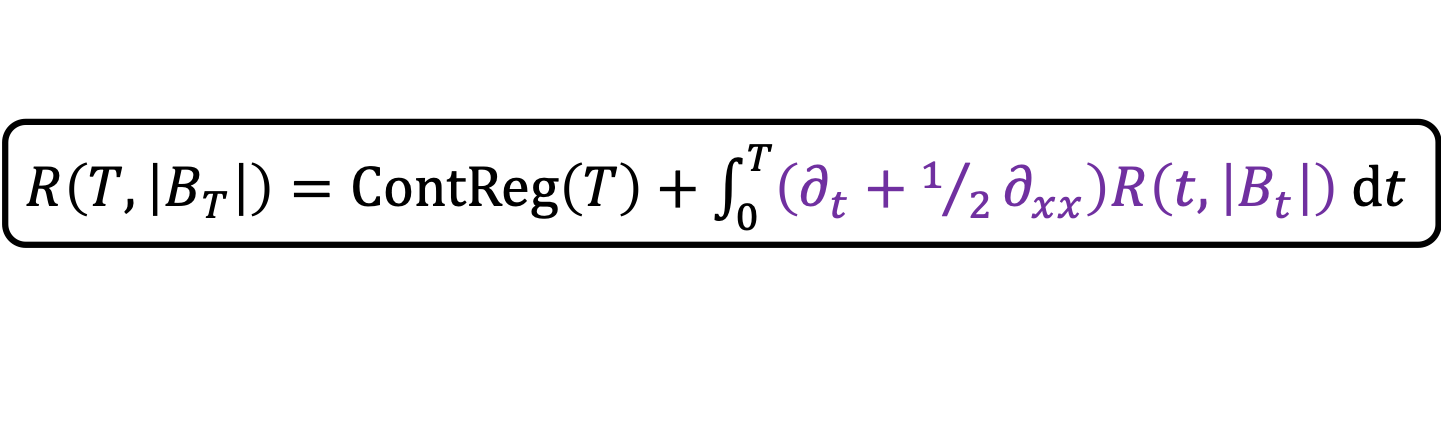 R(T, |B_T|) = ContReg(T) + ∫_0^T (∂_t + 1/2 ∂_xx)R(t, |B_t|) dt